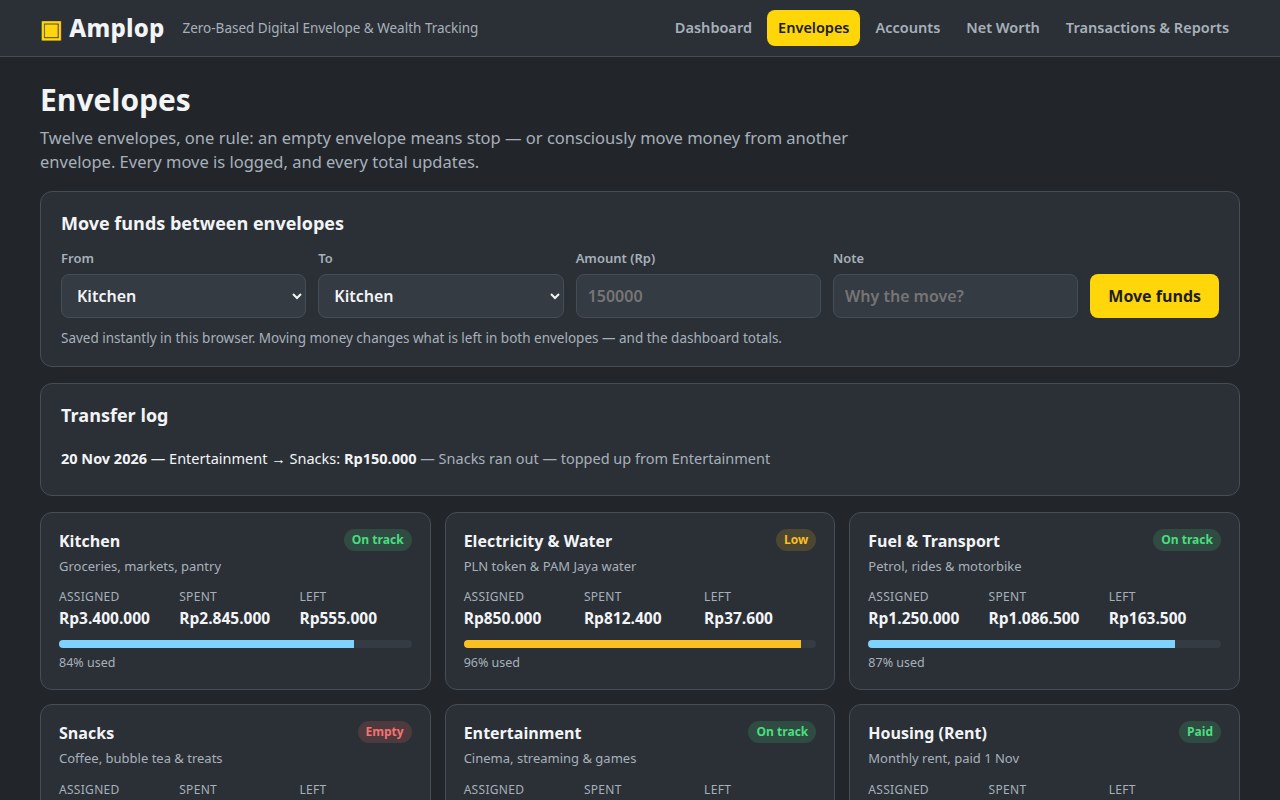 Amplop
Zero-Based Digital Envelope & Wealth Tracking
Dashboard
Envelopes
Accounts
Net Worth
Transactions & Reports
Envelopes
Twelve envelopes, one rule: an empty envelope means stop — or consciously move money from another
envelope. Every move is logged, and every total updates.
Move funds between envelopes
From
To
Amount (Rp)
Note
Kitchen
Kitchen
150000
Why the move?
Move funds
Saved instantly in this browser. Moving money changes what is left in both envelopes — and the dashboard totals.
Transfer log
20 Nov 2026 — Entertainment → Snacks: Rp150.000 — Snacks ran out — topped up from Entertainment
Kitchen
On track
Groceries, markets, pantry
ASSIGNED SPENT LEFT
Rp3.400.000 Rp2.845.000 Rp555.000
84% used
Electricity & Water
Low
PLN token & PAM Jaya water
ASSIGNED SPENT LEFT
Rp850.000 Rp812.400 Rp37.600
96% used
Fuel & Transport
On track
Petrol, rides & motorbike
ASSIGNED SPENT LEFT
Rp1.250.000 Rp1.086.500 Rp163.500
87% used
Snacks
Empty
Coffee, bubble tea & treats
ASSIGNED SPENT LEFT
Entertainment
On track
Cinema, streaming & games
ASSIGNED SPENT LEFT
Housing (Rent)
Paid
Monthly rent, paid 1 Nov
ASSIGNED SPENT LEFT